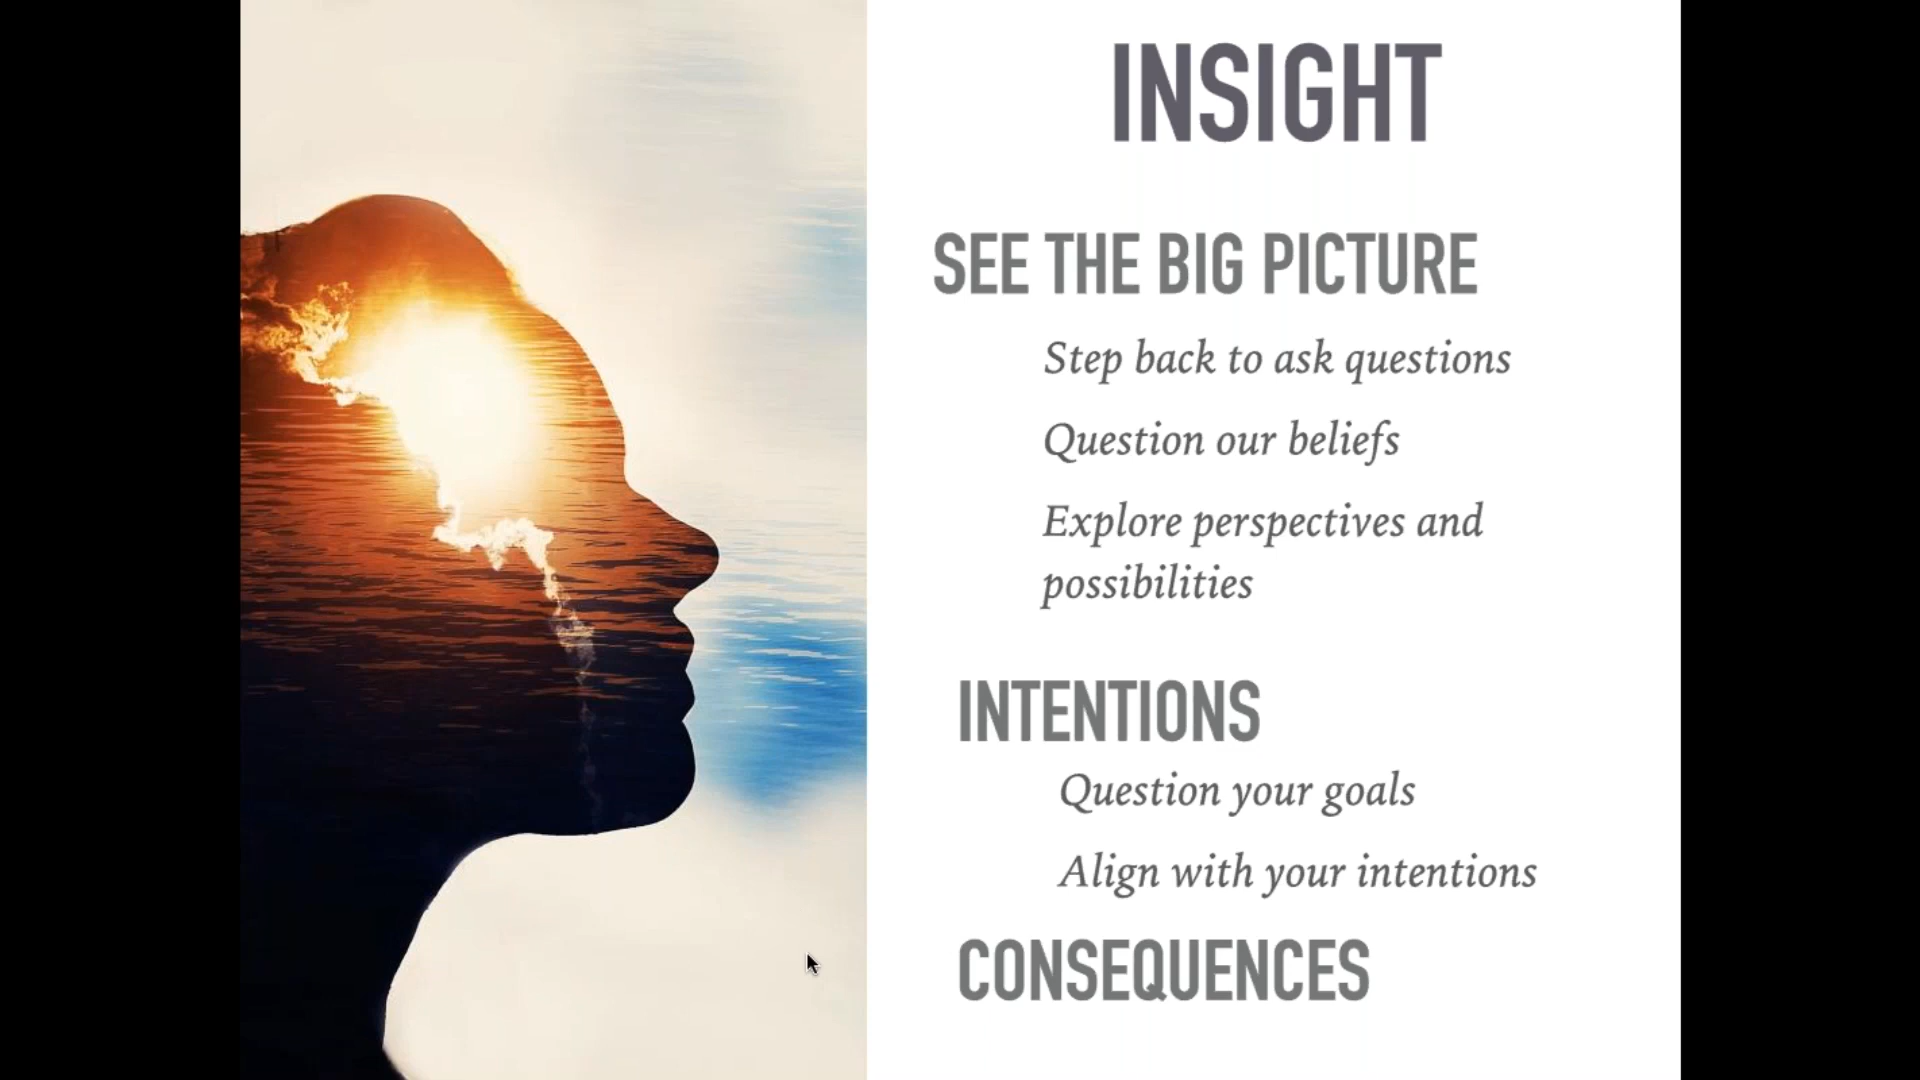 INSIGHT
SEE THE BIG PICTURE
Step back to ask questions
Question our beliefs
Explore perspectives and
possibilities
INTENTIONS
Question your goals
Align with your intentions
CONSEQUENCES